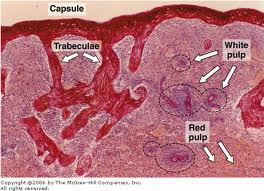 Capsule
Trabeculae
White
pulp
Red
pulp
Copyright ©2006 by The McGraw-Hill Companies, Inc.
All rights reserved.